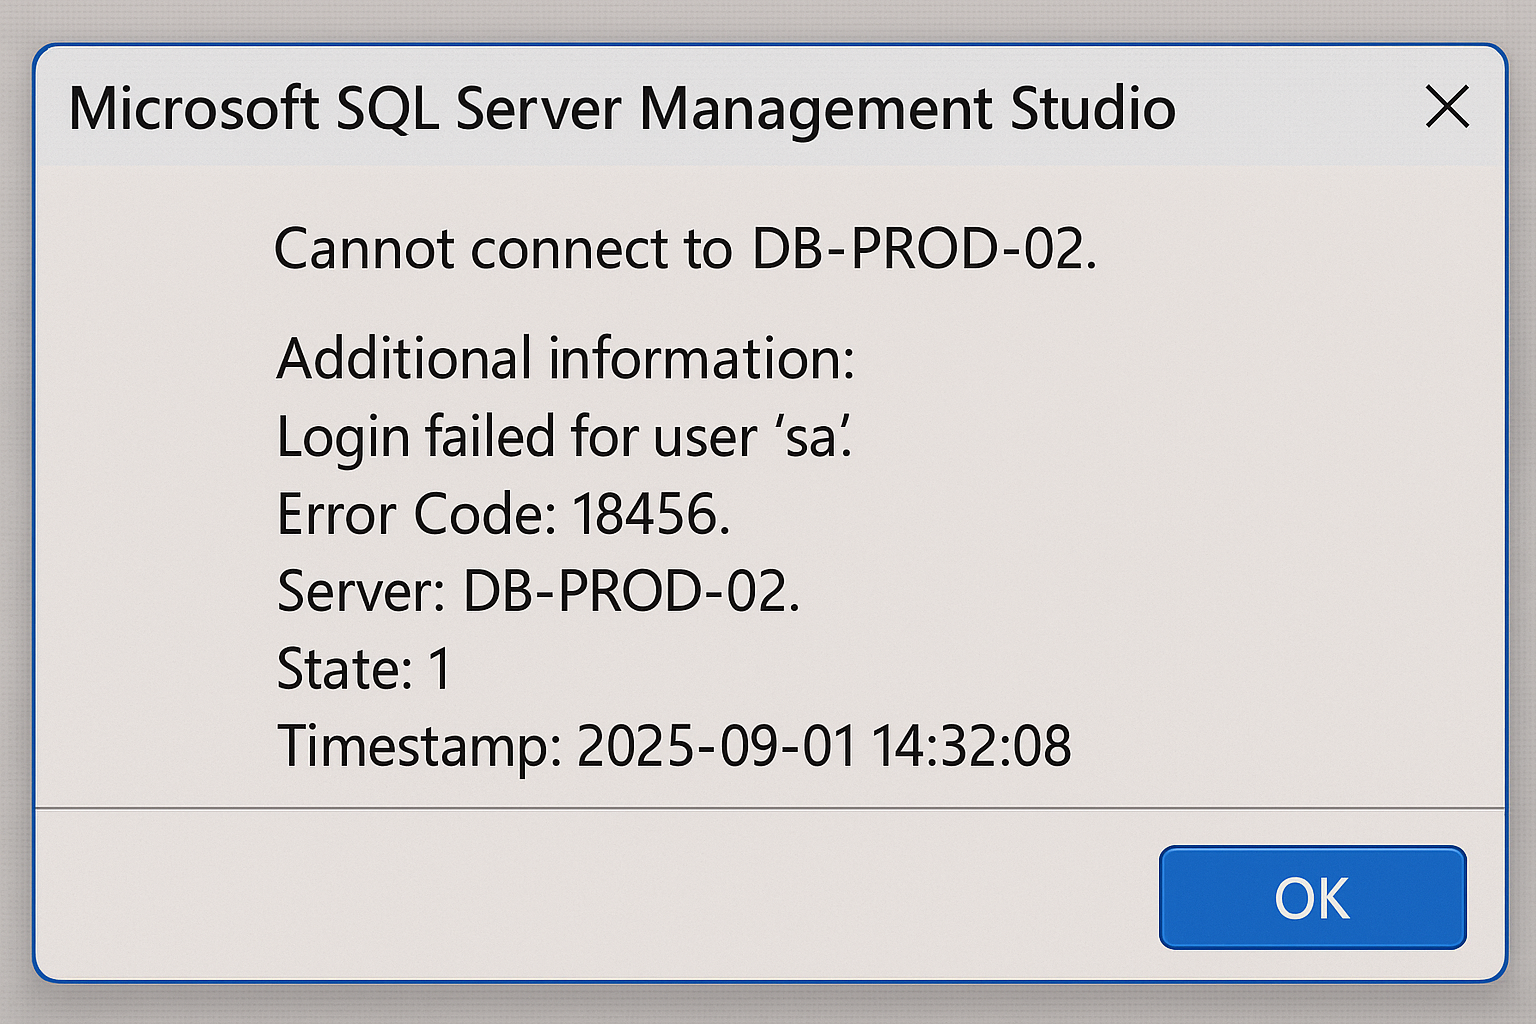 Microsoft SQL Server Management Studio
Cannot connect to DB-PROD-02.
Additional information:
Login failed for user ‘sa’.
Error Code: 18456.
Server: DB-PROD-02.
State: 1
Timestamp: 2025-09-01 14:32:08
OK